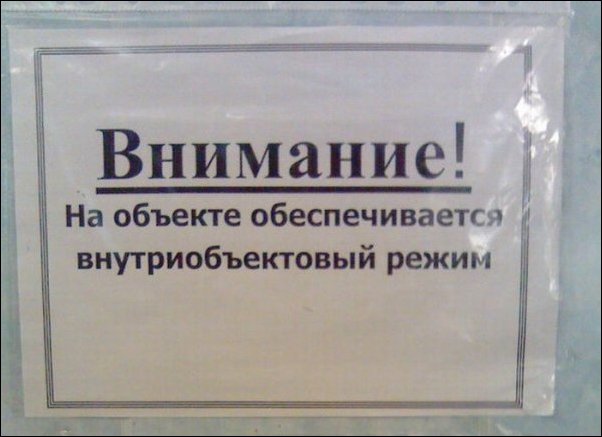 Внимание!
На объекте обеспечивается
внутриобъектовый режим